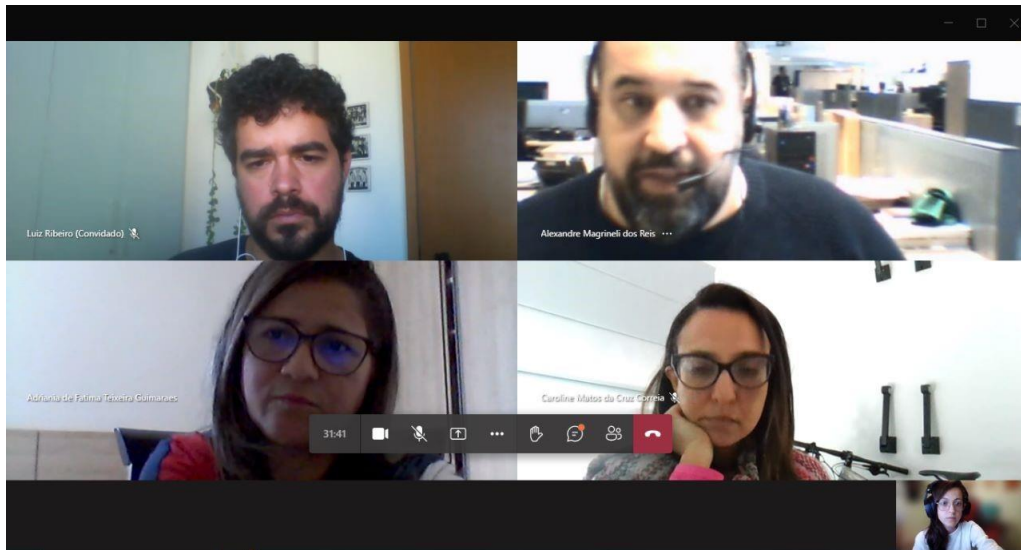 Luiz Ribeiro (Convidado)
Alexandre Magrineli dos Reis
Adriania de Fatima Teixeira Guimaraes
Caroline Matos da Cruz Correia
31:41